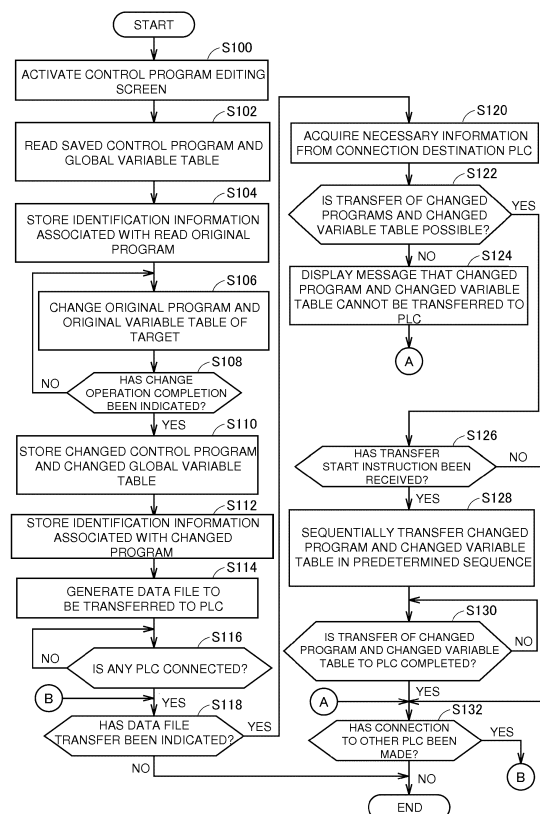 START
S100
ACTIVATE CONTROL PROGRAM EDITING
SCREEN
S102
READ SAVED CONTROL PROGRAM AND
GLOBAL VARIABLE TABLE
S104
STORE IDENTIFICATION INFORMATION
ASSOCIATED WITH READ ORIGINAL
PROGRAM
S106
CHANGE ORIGINAL PROGRAM AND
ORIGINAL VARIABLE TABLE OF
TARGET
S108
HAS CHANGE
OPERATION COMPLETION
BEEN INDICATED?
NO
YES
S110
STORE CHANGED CONTROL PROGRAM
AND CHANGED GLOBAL VARIABLE
TABLE
S112
STORE IDENTIFICATION INFORMATION
ASSOCIATED WITH CHANGED
PROGRAM
S114
GENERATE DATA FILE
TO BE TRANSFERRED TO PLC
S116
NO
IS ANY PLC CONNECTED?
B
YES
S118
HAS DATA FILE
TRANSFER BEEN INDICATED?
YES
NO
S120
ACQUIRE NECESSARY INFORMATION
FROM CONNECTION DESTINATION PLC
S122
IS TRANSFER OF CHANGED
PROGRAMS AND CHANGED
VARIABLE TABLE POSSIBLE?
YES
NO
S124
DISPLAY MESSAGE THAT CHANGED
PROGRAM AND CHANGED VARIABLE
TABLE CANNOT BE TRANSFERRED TO
PLC
A
S126
HAS TRANSFER
START INSTRUCTION BEEN
RECEIVED?
NO
YES
S128
SEQUENTIALLY TRANSFER CHANGED
PROGRAM AND CHANGED VARIABLE
TABLE IN PREDETERMINED SEQUENCE
S130
IS TRANSFER OF CHANGED
PROGRAM AND CHANGED VARIABLE
TABLE TO PLC COMPLETED?
NO
A
YES
S132
HAS CONNECTION
TO OTHER PLC BEEN
MADE?
YES
B
NO
END